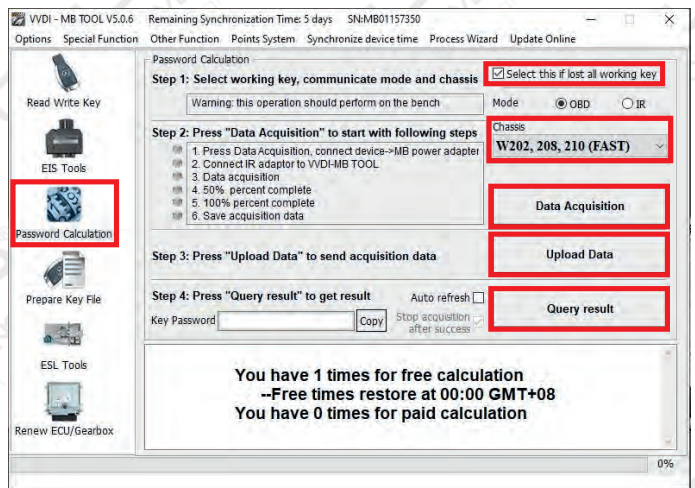 VVDI - MB TOOL V5.0.6 Remaining Synchronization Time: 5 days SN:MB01157350
Options Special Function Other Function Points System Synchronize device time Process Wizard Update Online
Read Write Key
EIS Tools
Password Calculation
Prepare Key File
ESL Tools
Renew ECU/Gearbox
Password Calculation
Step 1: Select working key, communicate mode and chassis
Select this if lost all working key
Warning: this operation should perform on the bench
Mode OBD IR
Step 2: Press "Data Acquisition" to start with following steps
Chassis
W202, 208, 210 (FAST)
1. Press Data Acquisition, connect device->MB power adapter
2. Connect IR adaptor to VVDI-MB TOOL
3. Data acquisition
4. 50% percent complete
5. 100% percent complete
6. Save acquisition data
Data Acquisition
Step 3: Press "Upload Data" to send acquisition data
Upload Data
Step 4: Press "Query result" to get result
Auto refresh
Query result
Key Password
Copy
Stop acquisition
after success
You have 1 times for free calculation
--Free times restore at 00:00 GMT+08
You have 0 times for paid calculation
0%